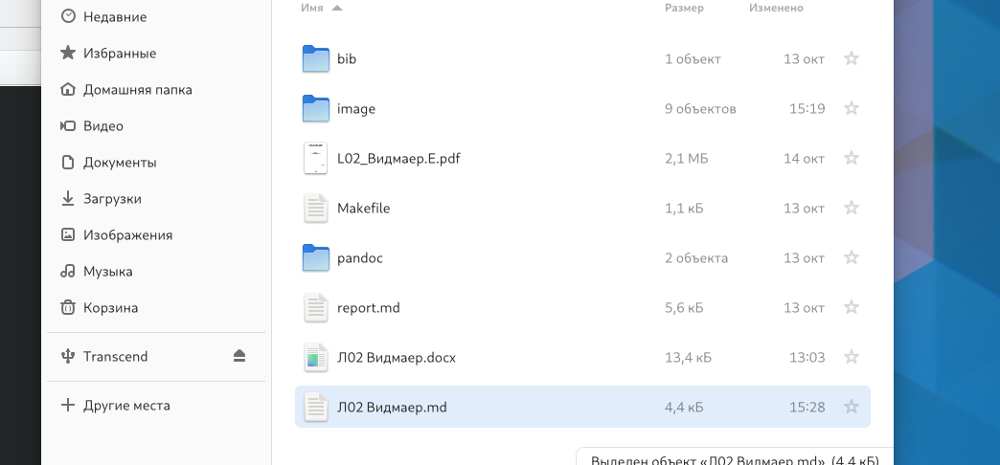 Имя Размер Изменено
Недавние
Избранные
Домашняя папка
Видео
Документы
Загрузки
Изображения
Музыка
Корзина
Transcend
Другие места
bib 1 объект 13 окт
image 9 объектов 15:19
L02_Видмаер.E.pdf 2,1 МБ 14 окт
Makefile 1,1 кБ 13 окт
pandoc 2 объекта 13 окт
report.md 5,6 кБ 13 окт
Л02 Видмаер.docx 13,4 кБ 13:03
Л02 Видмаер.md 4,4 кБ 15:28
Выделен объект «Л02 Видмаер.md» (4,4 кБ)